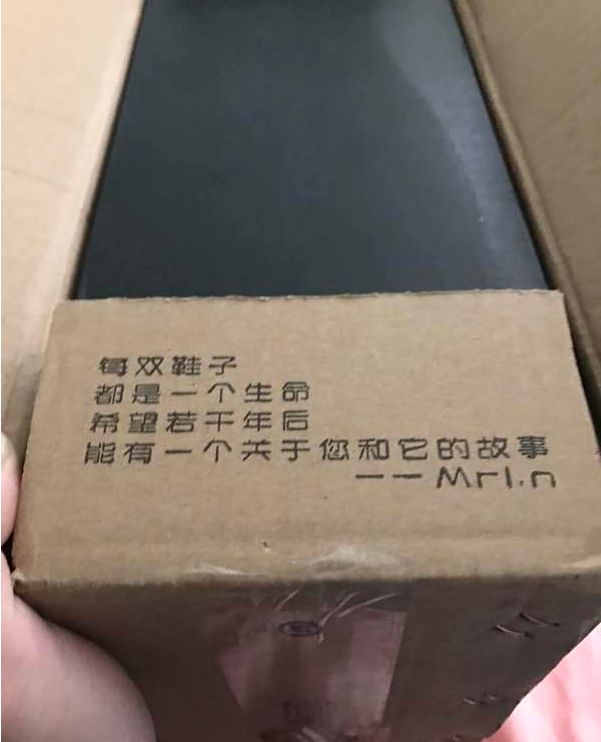 每双鞋子
都是一个生命
希望若干年后
能有一个关于您和它的故事
——Mrl.n